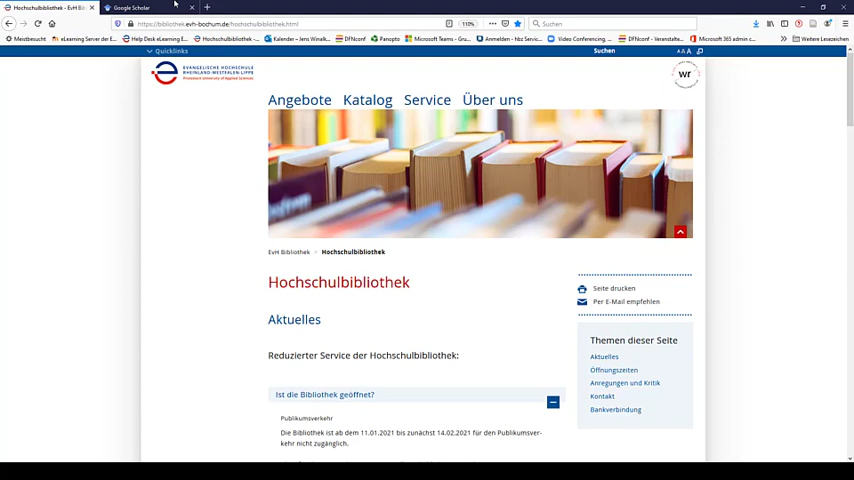 Hochschulbibliothek - EvH Bi
Google Scholar
https://bibliothek.evh-bochum.de/hochschulbibliothek.html
110%
Suchen
Meistbesucht
eLearning Server der E...
Help Desk eLearning E...
Hochschulbibliothek -...
Kalender – Jens Winalk...
DFNconf
Panopto
Microsoft Teams - Gru...
Anmelden - hbz Servic...
Video Conferencing, ...
DFNconf - Veranstalte...
Microsoft 365 admin c...
Weitere Lesezeichen
Quicklinks
Suchen
A A A
EVANGELISCHE HOCHSCHULE
RHEINLAND-WESTFALEN-LIPPE
Protestant University of Applied Sciences
wr
Angebote Katalog Service Über uns
EvH Bibliothek > Hochschulbibliothek
Hochschulbibliothek
Seite drucken
Per E-Mail empfehlen
Aktuelles
Themen dieser Seite
Aktuelles
Öffnungszeiten
Anregungen und Kritik
Kontakt
Bankverbindung
Reduzierter Service der Hochschulbibliothek:
Ist die Bibliothek geöffnet?
Publikumsverkehr
Die Bibliothek ist ab dem 11.01.2021 bis zunächst 14.02.2021 für den Publikumsver-
kehr nicht zugänglich.